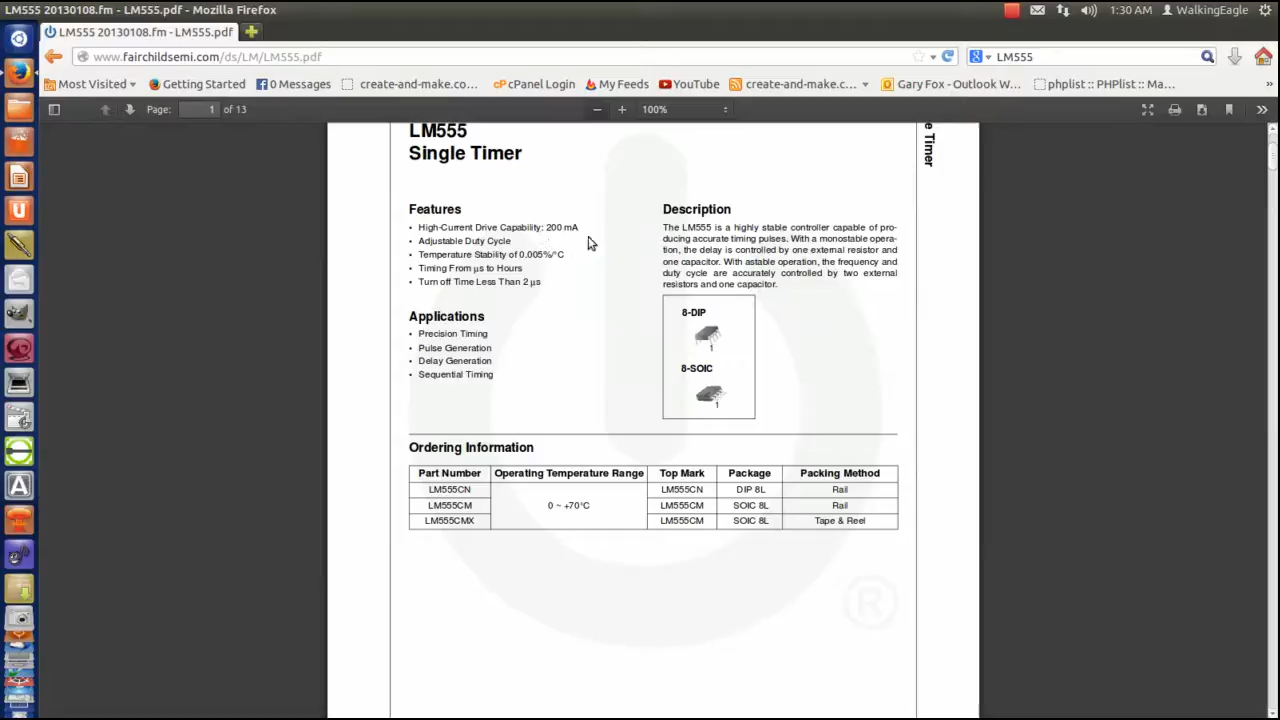 LM555 20130108.fm - LM555.pdf - Mozilla Firefox
1:30 AM
WalkingEagle
LM555 20130108.fm - LM555.pdf
www.fairchildsemi.com/ds/LM/LM555.pdf
LM555
Most Visited
Getting Started
0 Messages
create-and-make.co...
cPanel Login
My Feeds
YouTube
create-and-make.c...
Gary Fox - Outlook W...
phplist :: PHPlist :: Ma...
Page: 1 of 13
100%
LM555
Single Timer
e Timer
Features
• High-Current Drive Capability: 200 mA
• Adjustable Duty Cycle
• Temperature Stability of 0.005%/°C
• Timing From μs to Hours
• Turn off Time Less Than 2 μs
Applications
• Precision Timing
• Pulse Generation
• Delay Generation
• Sequential Timing
Description
The LM555 is a highly stable controller capable of pro-
ducing accurate timing pulses. With a monostable opera-
tion, the delay is controlled by one external resistor and
one capacitor. With astable operation, the frequency and
duty cycle are accurately controlled by two external
resistors and one capacitor.
8-DIP
1
8-SOIC
1
Ordering Information
Part Number Operating Temperature Range Top Mark Package Packing Method
LM555CN LM555CN DIP 8L Rail
LM555CM 0 ~ +70°C LM555CM SOIC 8L Rail
LM555CMX LM555CM SOIC 8L Tape & Reel
®